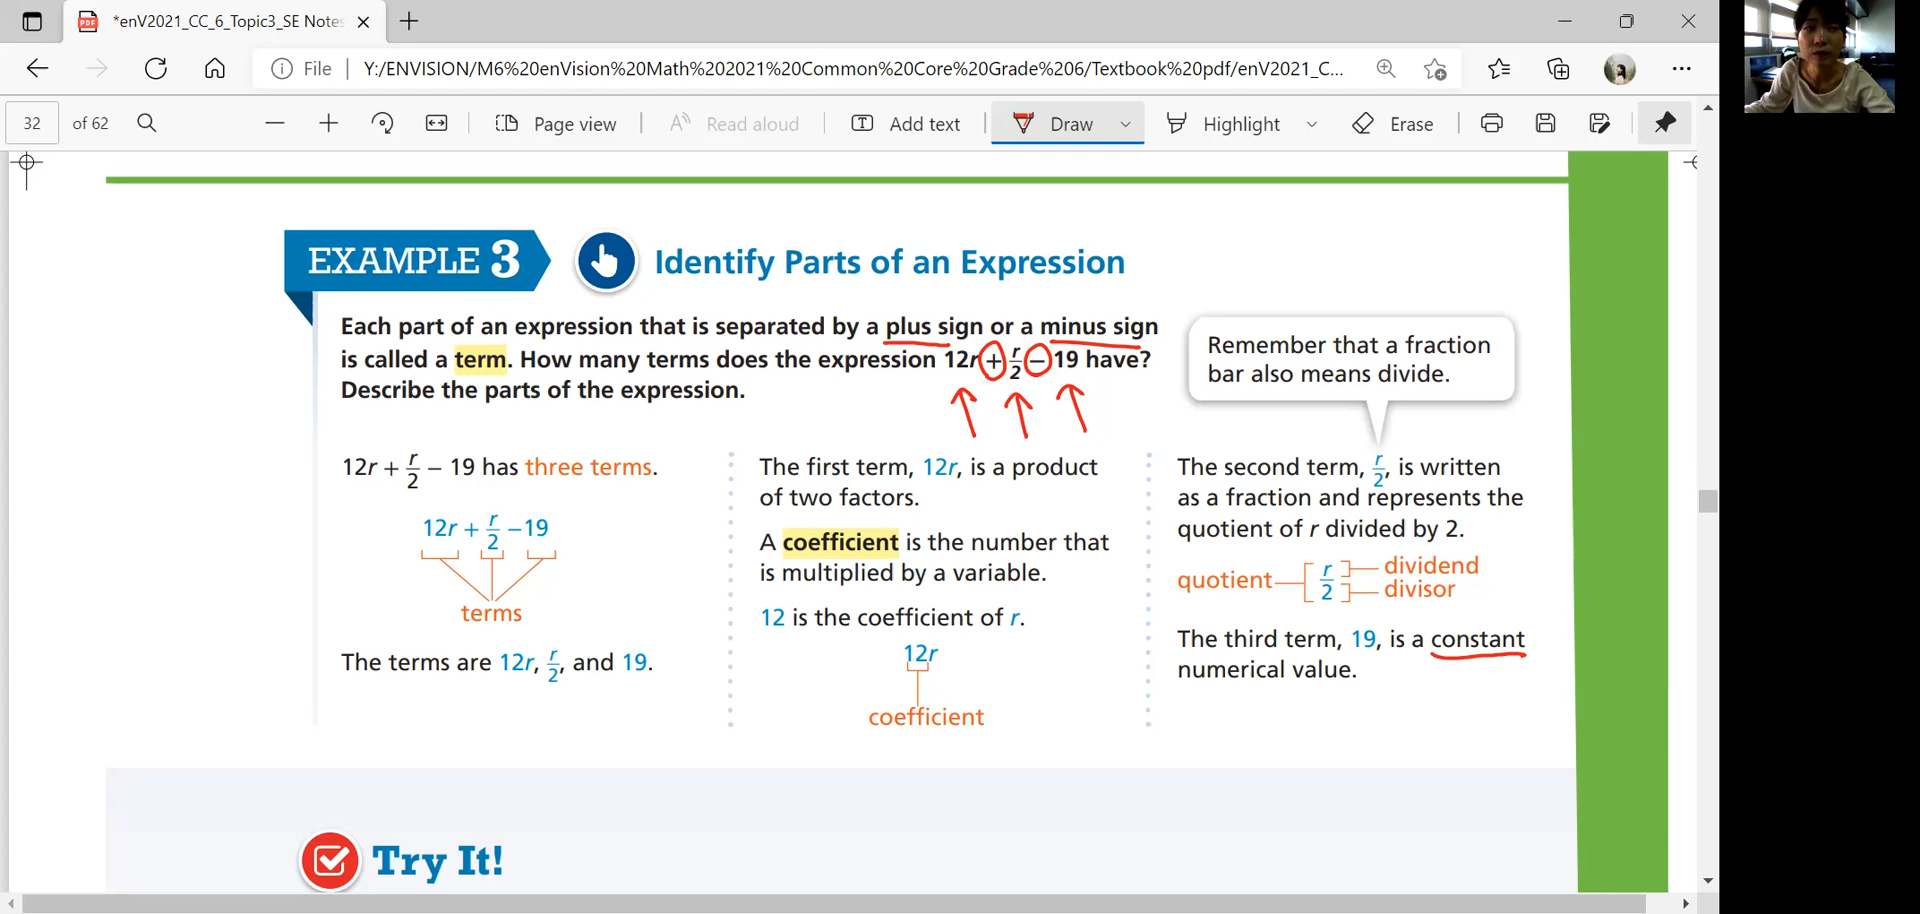 *enV2021_CC_6_Topic3_SE Notes
File
Y:/ENVISION/M6%20enVision%20Math%202021%20Common%20Core%20Grade%206/Textbook%20pdf/enV2021_C...
32 of 62
Page view
Read aloud
Add text
Draw
Highlight
Erase
EXAMPLE 3
Identify Parts of an Expression
Each part of an expression that is separated by a plus sign or a minus sign
is called a term. How many terms does the expression 12r + r/2 − 19 have?
Describe the parts of the expression.
Remember that a fraction
bar also means divide.
12r + r/2 − 19 has three terms.
12r + r/2 −19
terms
The terms are 12r, r/2, and 19.
The first term, 12r, is a product
of two factors.
A coefficient is the number that
is multiplied by a variable.
12 is the coefficient of r.
12r
coefficient
The second term, r/2, is written
as a fraction and represents the
quotient of r divided by 2.
quotient r/2 dividend
divisor
The third term, 19, is a constant
numerical value.
Try It!